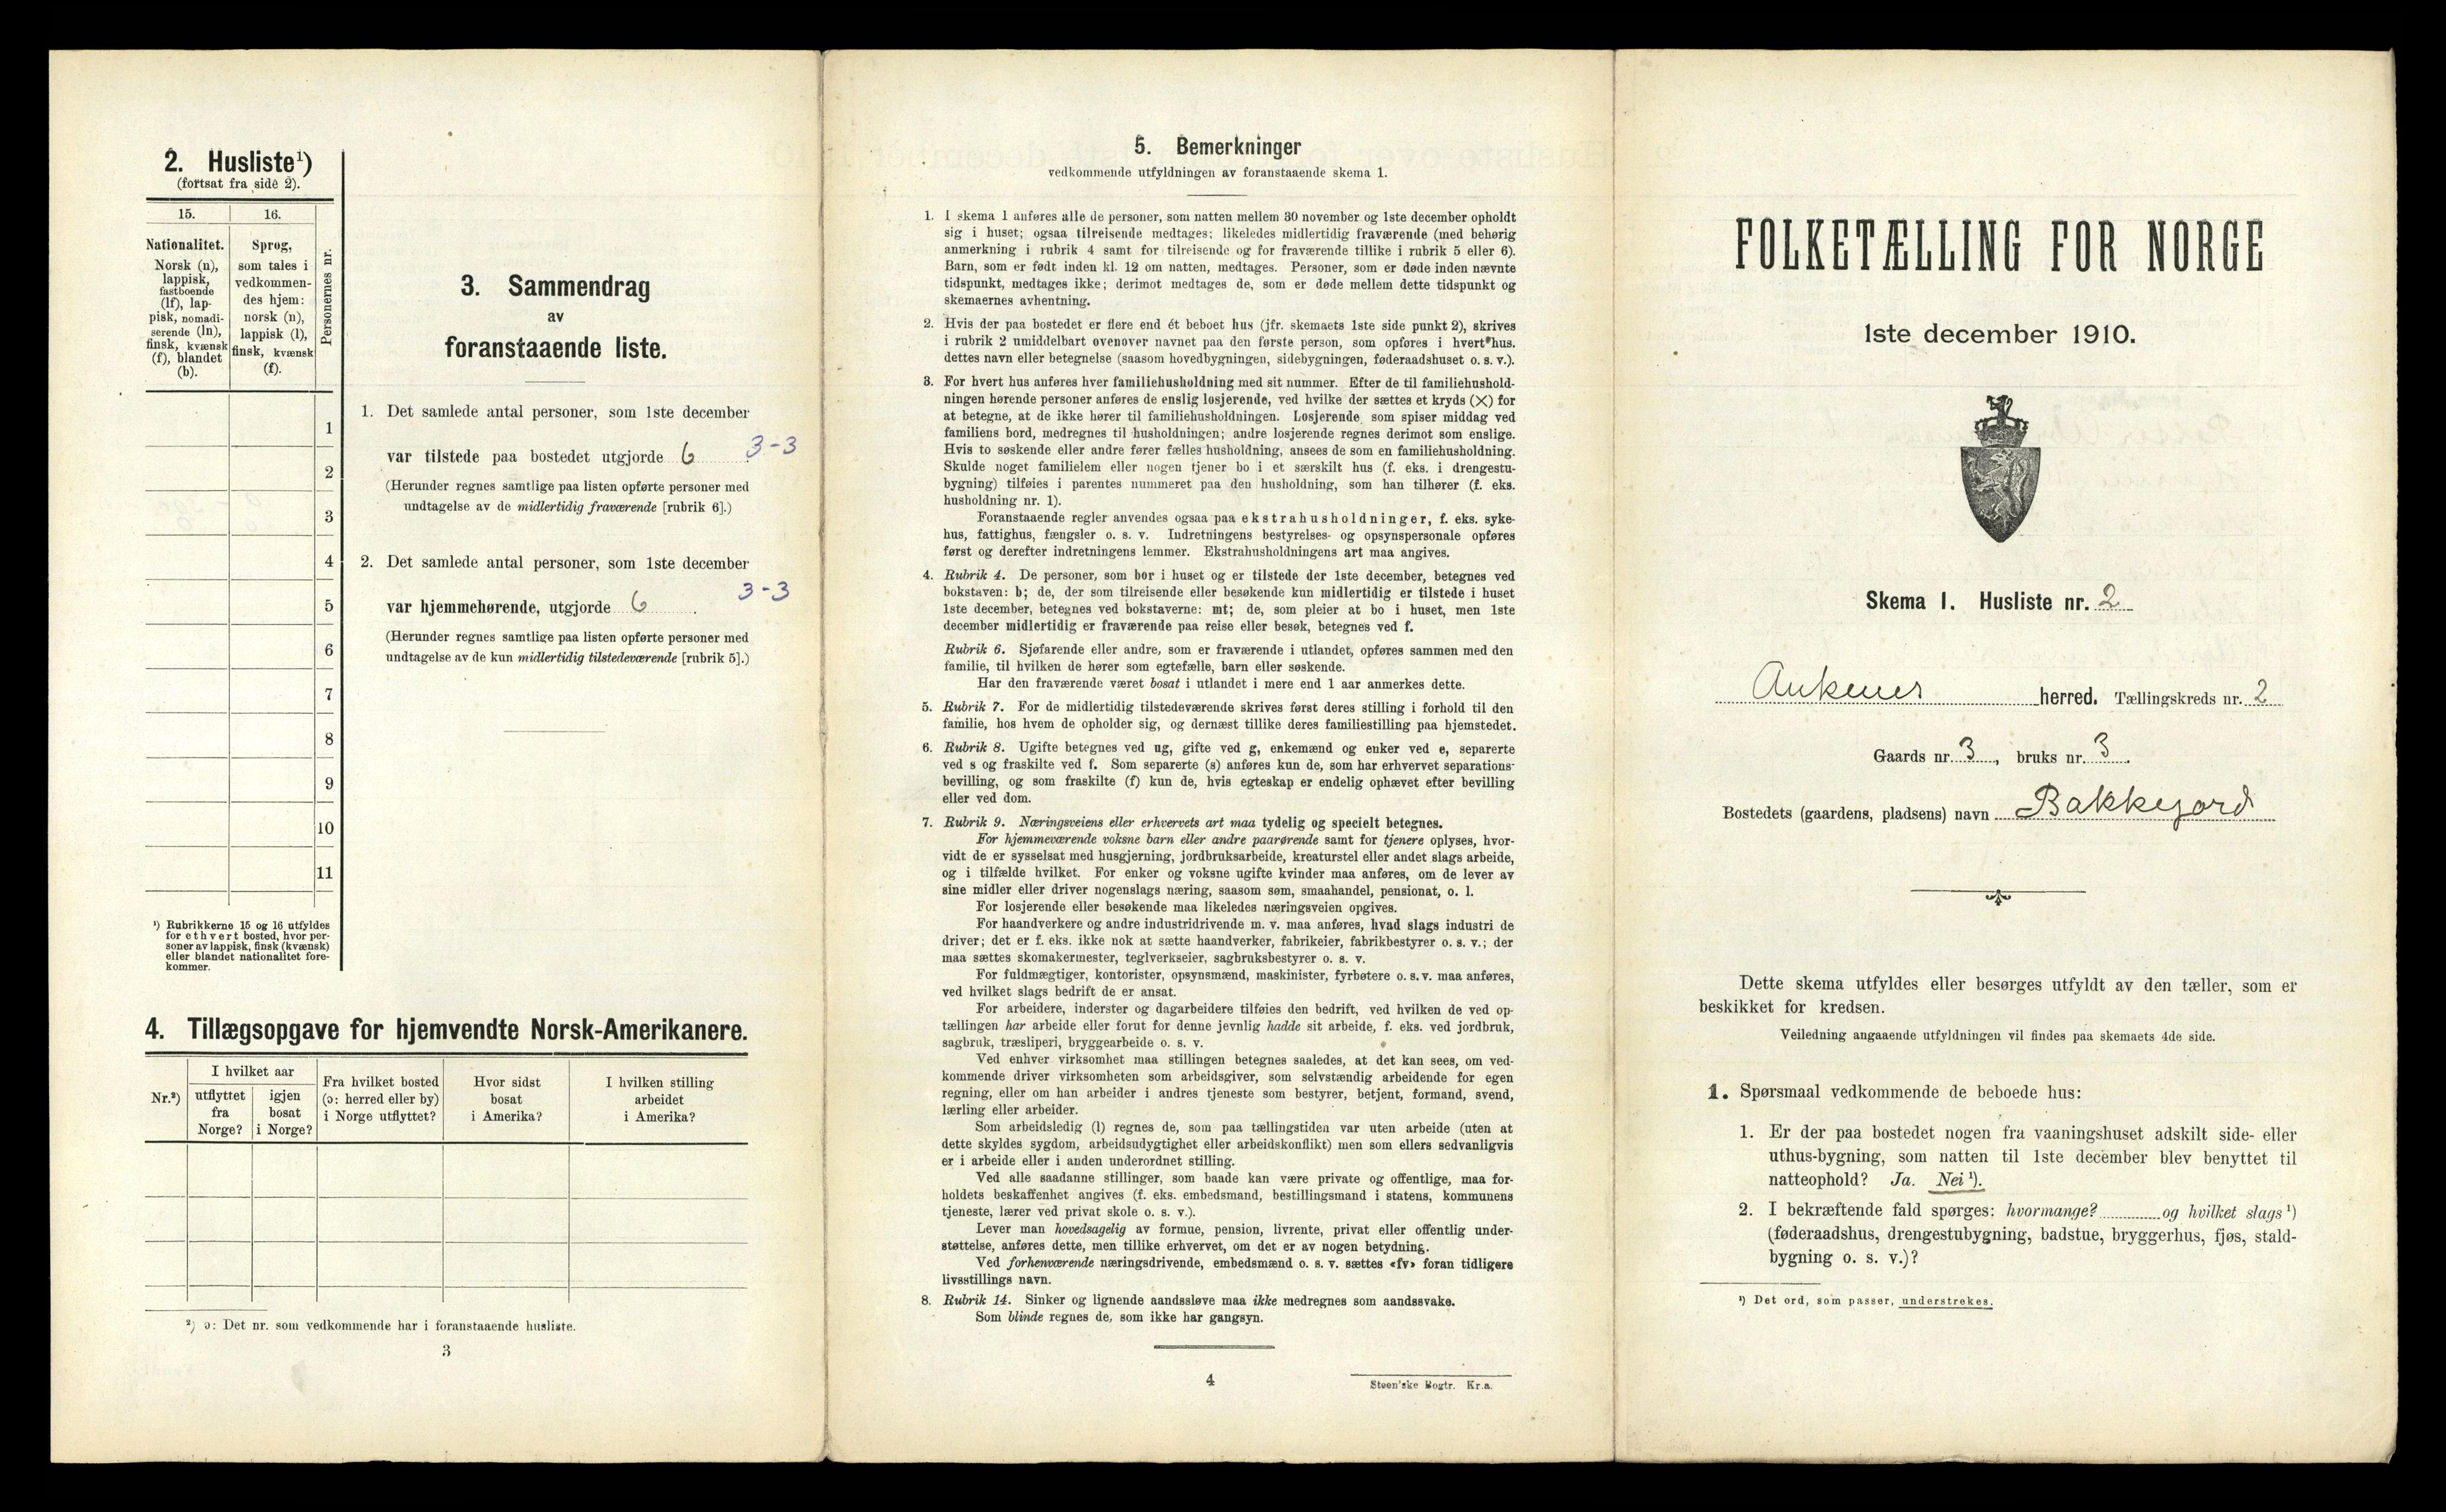 2. Husliste¹)
(fortsat fra side 2).
15.
16.
Personernes nr.
Nationalitet.
Norsk (n),
lappisk,
fastboende
(lf), lap-
pisk, nomadi-
serende (ln),
finsk, kvænsk
(f), blandet
(b).
Sprog,
som tales i
vedkommen-
des hjem:
norsk (n),
lappisk (l),
finsk, kvænsk
(f).
1
2
3
4
5
6
7
8
9
10
11
¹) Rubrikkerne 15 og 16 utfyldes
for ethvert bosted, hvor per-
soner av lappisk, finsk (kvænsk)
eller blandet nationalitet fore-
kommer.
3. Sammendrag
av
foranstaaende liste.
1. Det samlede antal personer, som 1ste december
var tilstede paa bostedet utgjorde 6 3-3
(Herunder regnes samtlige paa listen opførte personer med
undtagelse av de midlertidig fraværende [rubrik 6].)
2. Det samlede antal personer, som 1ste december
var hjemmehørende, utgjorde 6 . 3-3
(Herunder regnes samtlige paa listen opførte personer med
undtagelse av de kun midlertidig tilstedeværende [rubrik 5].)
4. Tillægsopgave for hjemvendte Norsk-Amerikanere.
Nr.²)
I hvilket aar
utflyttet
fra
Norge?
igjen
bosat
i Norge?
Fra hvilket bosted
(ɔ: herred eller by)
i Norge utflyttet?
Hvor sidst
bosat
i Amerika?
I hvilken stilling
arbeidet
i Amerika?
²) ɔ: Det nr. som vedkommende har i foranstaaende husliste.
3
5. Bemerkninger
vedkommende utfyldningen av foranstaaende skema 1.
1. I skema 1 anføres alle de personer, som natten mellem 30 november og 1ste december opholdt
sig i huset; ogsaa tilreisende medtages; likeledes midlertidig fraværende (med behørig
anmerkning i rubrik 4 samt for tilreisende og for fraværende tillike i rubrik 5 eller 6).
Barn, som er født inden kl. 12 om natten, medtages. Personer, som er døde inden nævnte
tidspunkt, medtages ikke; derimot medtages de, som er døde mellem dette tidspunkt og
skemaernes avhentning.
2. Hvis der paa bostedet er flere end ét beboet hus (jfr. skemaets 1ste side punkt 2), skrives
i rubrik 2 umiddelbart ovenover navnet paa den første person, som opføres i hvert hus.
dettes navn eller betegnelse (saasom hovedbygningen, sidebygningen, føderaadshuset o. s. v.).
3. For hvert hus anføres hver familiehusholdning med sit nummer. Efter de til familiehushold-
ningen hørende personer anføres de enslig losjerende, ved hvilke der sættes et kryds (✕) for
at betegne, at de ikke hører til familiehusholdningen. Losjerende, som spiser middag ved
familiens bord, medregnes til husholdningen; andre losjerende regnes derimot som enslige.
Hvis to søskende eller andre fører fælles husholdning, ansees de som en familiehusholdning.
Skulde noget familielem eller nogen tjener bo i et særskilt hus (f. eks. i drengestu-
bygning) tilføies i parentes nummeret paa den husholdning, som han tilhører (f. eks.
husholdning nr. 1).
Foranstaaende regler anvendes ogsaa paa ekstrahusholdninger, f. eks. syke-
hus, fattighus, fængsler o. s. v. Indretningens bestyrelses- og opsynspersonale opføres
først og derefter indretningens lemmer. Ekstrahusholdningens art maa angives.
4. Rubrik 4. De personer, som bor i huset og er tilstede der 1ste december, betegnes ved
bokstaven: b; de, der som tilreisende eller besøkende kun midlertidig er tilstede i huset
1ste december, betegnes ved bokstaverne: mt; de, som pleier at bo i huset, men 1ste
december midlertidig er fraværende paa reise eller besøk, betegnes ved f.
Rubrik 6. Sjøfarende eller andre, som er fraværende i utlandet, opføres sammen med den
familie, til hvilken de hører som egtefælle, barn eller søskende.
Har den fraværende været bosat i utlandet i mere end 1 aar anmerkes dette.
5. Rubrik 7. For de midlertidig tilstedeværende skrives først deres stilling i forhold til den
familie, hos hvem de opholder sig, og dernæst tillike deres familiestilling paa hjemstedet.
6. Rubrik 8. Ugifte betegnes ved ug, gifte ved g, enkemænd og enker ved e, separerte
ved s og fraskilte ved f. Som separerte (s) anføres kun de, som har erhvervet separations-
bevilling, og som fraskilte (f) kun de, hvis egteskap er endelig ophævet efter bevilling
eller ved dom.
7. Rubrik 9. Næringsveiens eller erhvervets art maa tydelig og specielt betegnes.
For hjemmeværende voksne barn eller andre paarørende samt for tjenere oplyses, hvor-
vidt de er sysselsat med husgjerning, jordbruksarbeide, kreaturstel eller andet slags arbeide,
og i tilfælde hvilket. For enker og voksne ugifte kvinder maa anføres, om de lever av
sine midler eller driver nogenslags næring, saasom søm, smaahandel, pensionat, o. l.
For losjerende eller besøkende maa likeledes næringsveien opgives.
For haandverkere og andre industridrivende m. v. maa anføres, hvad slags industri de
driver; det er f. eks. ikke nok at sætte haandverker, fabrikeier, fabrikbestyrer o. s. v.; der
maa sættes skomakermester, teglverkseier, sagbruksbestyrer o. s. v.
For fuldmægtiger, kontorister, opsynsmænd, maskinister, fyrbøtere o. s. v. maa anføres,
ved hvilket slags bedrift de er ansat.
For arbeidere, inderster og dagarbeidere tilføies den bedrift, ved hvilken de ved op-
tællingen har arbeide eller forut for denne jevnlig hadde sit arbeide, f. eks. ved jordbruk,
sagbruk, træsliperi, bryggearbeide o. s. v.
Ved enhver virksomhet maa stillingen betegnes saaledes, at det kan sees, om ved-
kommende driver virksomheten som arbeidsgiver, som selvstændig arbeidende for egen
regning, eller om han arbeider i andres tjeneste som bestyrer, betjent, formand, svend,
lærling eller arbeider.
Som arbeidsledig (l) regnes de, som paa tællingstiden var uten arbeide (uten at
dette skyldes sygdom, arbeidsudygtighet eller arbeidskonflikt) men som ellers sedvanligvis
er i arbeide eller i anden underordnet stilling.
Ved alle saadanne stillinger, som baade kan være private og offentlige, maa for-
holdets beskaffenhet angives (f. eks. embedsmand, bestillingsmand i statens, kommunens
tjeneste, lærer ved privat skole o. s. v.).
Lever man hovedsagelig av formue, pension, livrente, privat eller offentlig under-
støttelse, anføres dette, men tillike erhvervet, om det er av nogen betydning.
Ved forhenværende næringsdrivende, embedsmænd o. s. v. sættes «fv» foran tidligere
livsstillings navn.
8. Rubrik 14. Sinker og lignende aandssløve maa ikke medregnes som aandssvake.
Som blinde regnes de, som ikke har gangsyn.
4
Steen'ske Bogtr. Kr.a.
FOLKETÆLLING FOR NORGE
1ste december 1910.
Skema 1. Husliste nr. 2
Ankenes herred. Tællingskreds nr. 2
Gaards nr. 3, bruks nr. 3.
Bostedets (gaardens, pladsens) navn Bakkejord
Dette skema utfyldes eller besørges utfyldt av den tæller, som er
beskikket for kredsen.
Veiledning angaaende utfyldningen vil findes paa skemaets 4de side.
1. Spørsmaal vedkommende de beboede hus:
1. Er der paa bostedet nogen fra vaaningshuset adskilt side- eller
uthus-bygning, som natten til 1ste december blev benyttet til
natteophold? Ja. Nei ¹).
2. I bekræftende fald spørges: hvormange? og hvilket slags ¹)
(føderaadshus, drengestubygning, badstue, bryggerhus, fjøs, stald-
bygning o. s. v.)?
¹) Det ord, som passer, understrekes.